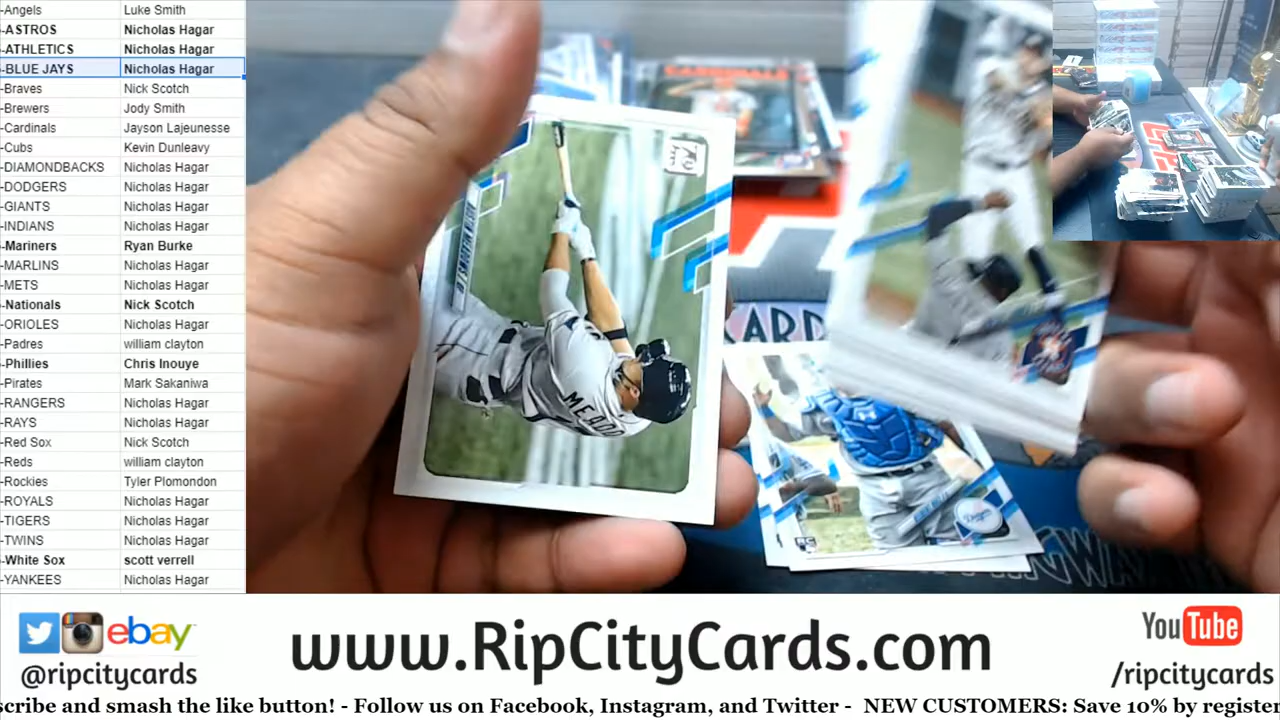 -Angels Luke Smith
-ASTROS Nicholas Hagar
-ATHLETICS Nicholas Hagar
-BLUE JAYS Nicholas Hagar
-Braves Nick Scotch
-Brewers Jody Smith
-Cardinals Jayson Lajeunesse
-Cubs Kevin Dunleavy
-DIAMONDBACKS Nicholas Hagar
-DODGERS Nicholas Hagar
-GIANTS Nicholas Hagar
-INDIANS Nicholas Hagar
-Mariners Ryan Burke
-MARLINS Nicholas Hagar
-METS Nicholas Hagar
-Nationals Nick Scotch
-ORIOLES Nicholas Hagar
-Padres william clayton
-Phillies Chris Inouye
-Pirates Mark Sakaniwa
-RANGERS Nicholas Hagar
-RAYS Nicholas Hagar
-Red Sox Nick Scotch
-Reds william clayton
-Rockies Tyler Plomondon
-ROYALS Nicholas Hagar
-TIGERS Nicholas Hagar
-TWINS Nicholas Hagar
-White Sox scott verrell
-YANKEES Nicholas Hagar
CARDINALS
70
MEADO
CARD
Dodgers
RC
ebay
@ripcitycards
www.RipCityCards.com
YouTube
/ripcitycards
scribe and smash the like button! - Follow us on Facebook, Instagram, and Twitter - NEW CUSTOMERS: Save 10% by register